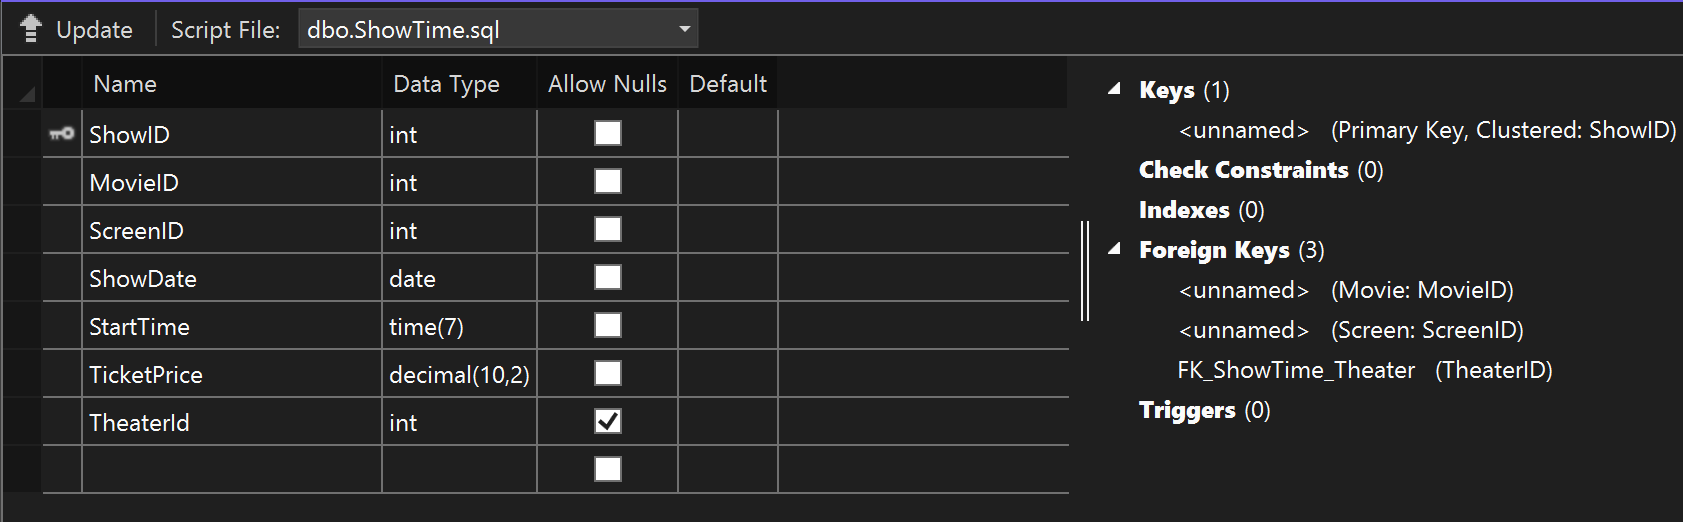 Update Script File: dbo.ShowTime.sql
Name Data Type Allow Nulls Default
ShowID int
MovieID int
ScreenID int
ShowDate date
StartTime time(7)
TicketPrice decimal(10,2)
TheaterId int
Keys (1)
<unnamed> (Primary Key, Clustered: ShowID)
Check Constraints (0)
Indexes (0)
Foreign Keys (3)
<unnamed> (Movie: MovieID)
<unnamed> (Screen: ScreenID)
FK_ShowTime_Theater (TheaterID)
Triggers (0)